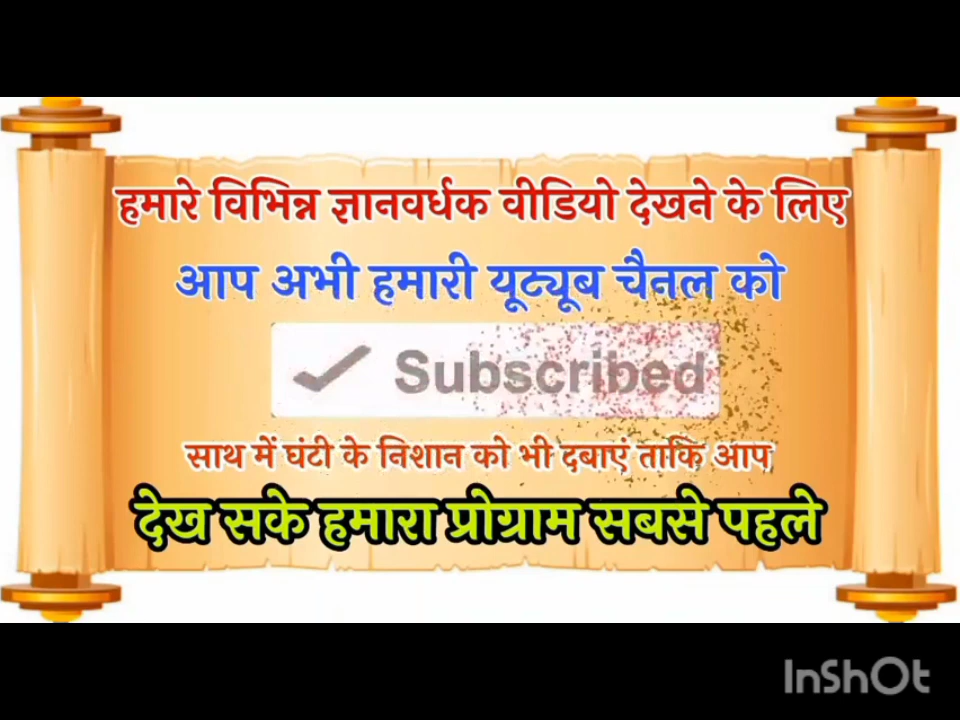 हमारे विभिन्न ज्ञानवर्धक वीडियो देखने के लिए
आप अभी हमारी यूट्यूब चैनल को
✓ Subscribed
साथ में घंटी के निशान को भी दबाएं ताकि आप
देख सके हमारा प्रोग्राम सबसे पहले
InShOt